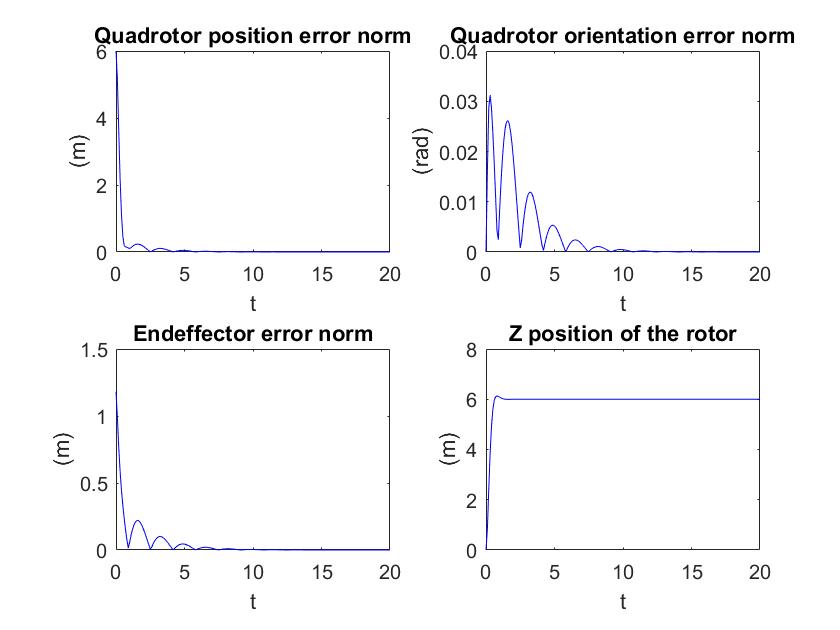 Quadrotor position error norm
6
4
2
0
(m)
0 5 10 15 20
t
Quadrotor orientation error norm
0.04
0.03
0.02
0.01
0
(rad)
0 5 10 15 20
t
Endeffector error norm
1.5
1
0.5
0
(m)
0 5 10 15 20
t
Z position of the rotor
8
6
4
2
0
(m)
0 5 10 15 20
t